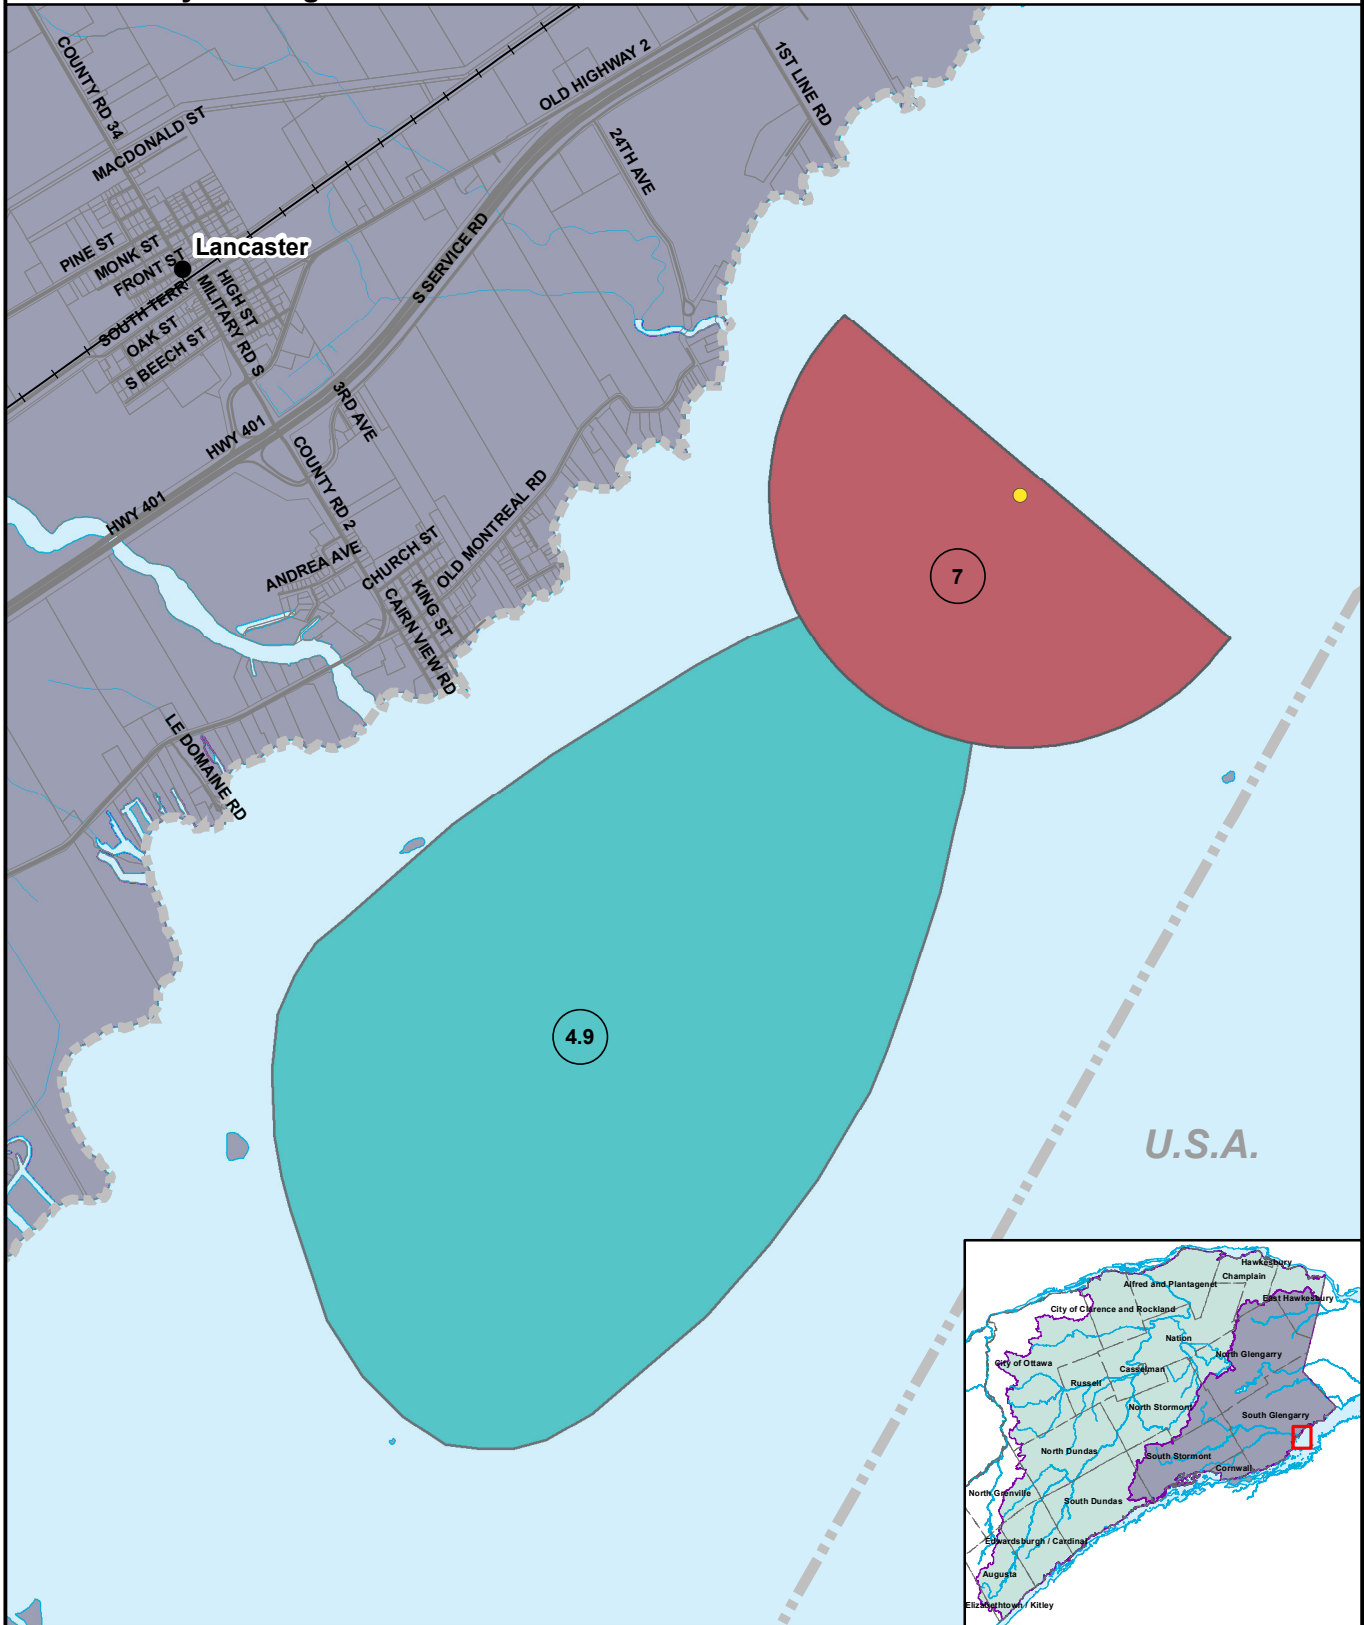 COUNTY RD 34
OLD HIGHWAY 2
1ST LINE RD
MACDONALD ST
24TH AVE
PINE ST
MONK ST
FRONT ST
Lancaster
S SERVICE RD
SOUTH TERR
HIGH ST
MILITARY RD S
OAK ST
S BEECH ST
3RD AVE
HWY 401
COUNTY RD 2
HWY 401
OLD MONTREAL RD
ANDREA AVE
CHURCH ST
KING ST
CAIRN VIEW RD
7
LE DOMAINE RD
4.9
U.S.A.
Hawkesbury
Champlain
Alfred and Plantagenet
East Hawkesbury
City of Clarence and Rockland
Nation
North Glengarry
City of Ottawa
Casselman
Russell
North Stormont
South Glengarry
North Dundas
South Stormont
Cornwall
North Grenville
South Dundas
Edwardsburgh / Cardinal
Augusta
Elizabethtown / Kitley